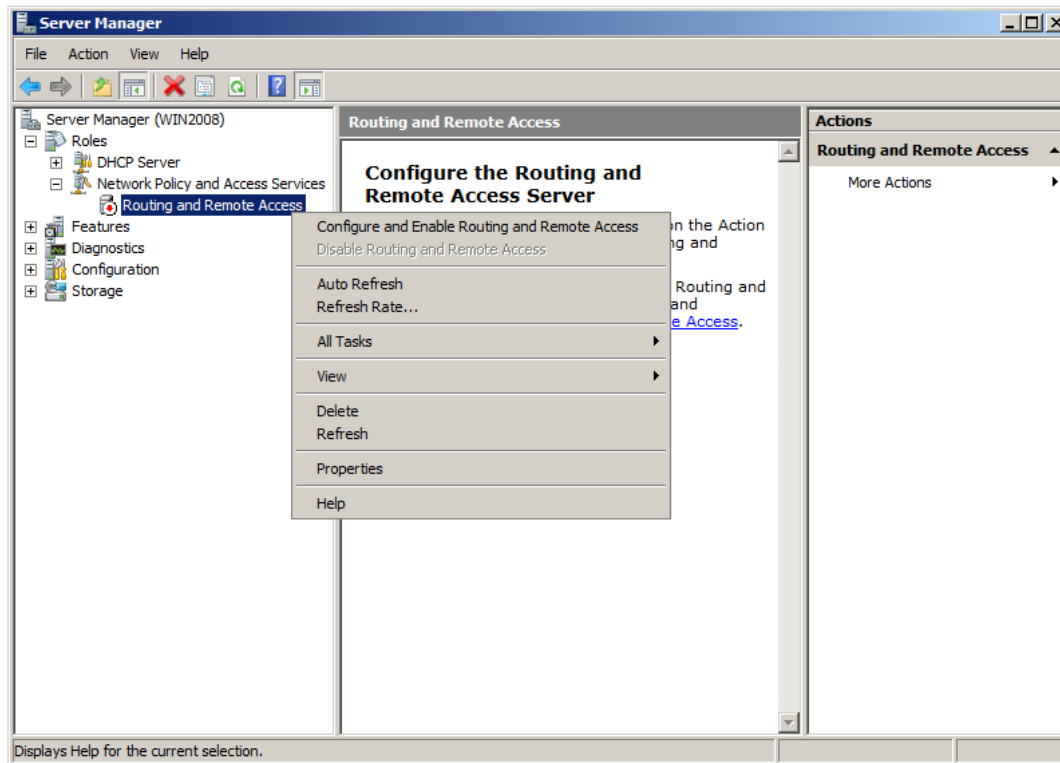 Server Manager
File Action View Help
Server Manager (WIN2008)
Roles
DHCP Server
Network Policy and Access Services
Routing and Remote Access
Features
Diagnostics
Configuration
Storage
Routing and Remote Access
Configure the Routing and
Remote Access Server
on the Action
ng and
Routing and
and
e Access.
Configure and Enable Routing and Remote Access
Disable Routing and Remote Access
Auto Refresh
Refresh Rate...
All Tasks
View
Delete
Refresh
Properties
Help
Actions
Routing and Remote Access
More Actions
Displays Help for the current selection.